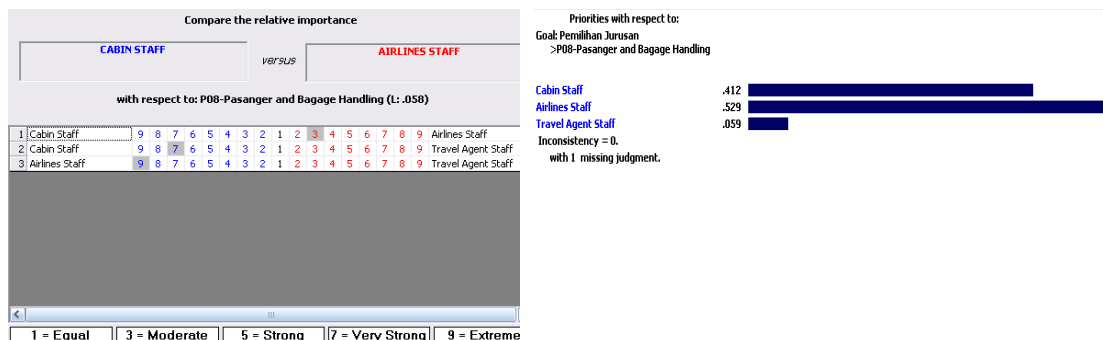 Compare the relative importance
CABIN STAFF
versus
AIRLINES STAFF
with respect to: P08-Pasanger and Bagage Handling (L: .058)
1 Cabin Staff 9 8 7 6 5 4 3 2 1 2 3 4 5 6 7 8 9 Airlines Staff
2 Cabin Staff 9 8 7 6 5 4 3 2 1 2 3 4 5 6 7 8 9 Travel Agent Staff
3 Airlines Staff 9 8 7 6 5 4 3 2 1 2 3 4 5 6 7 8 9 Travel Agent Staff
1 = Equal 3 = Moderate 5 = Strong 7 = Very Strong 9 = Extreme
Priorities with respect to:
Goal: Pemilihan Jurusan
>P08-Pasanger and Bagage Handling
Cabin Staff .412
Airlines Staff .529
Travel Agent Staff .059
Inconsistency = 0.
with 1 missing judgment.